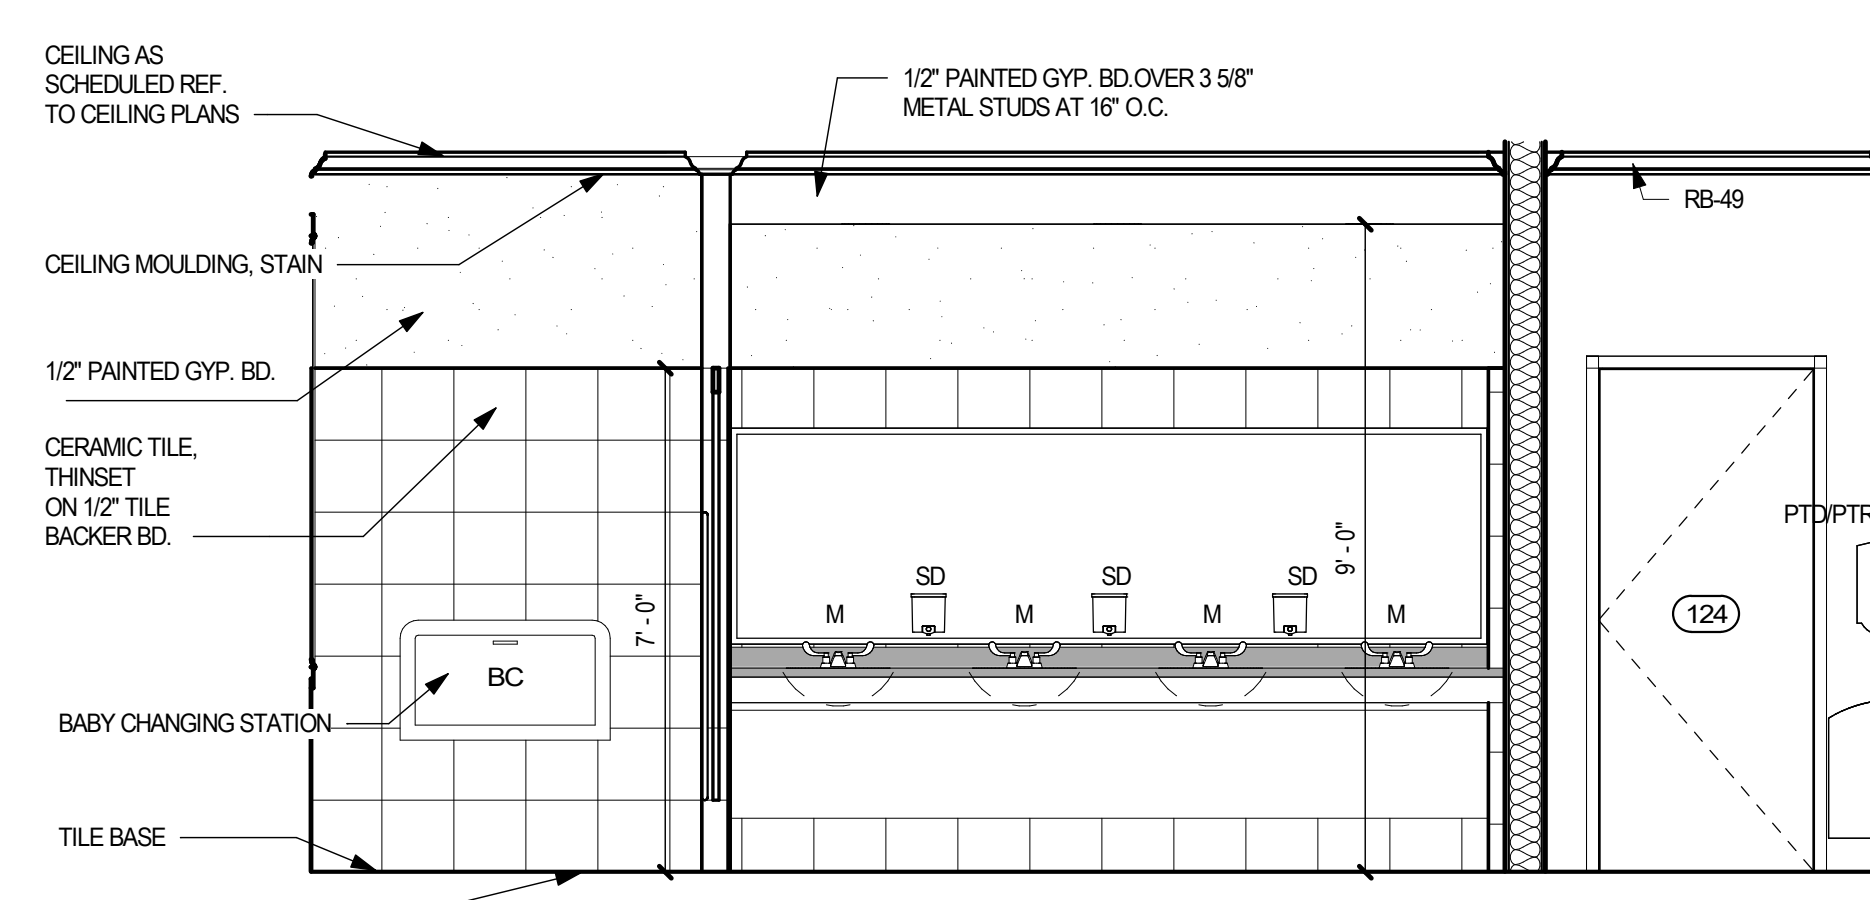 CEILING AS
SCHEDULED REF.
TO CEILING PLANS
1/2" PAINTED GYP. BD.OVER 3 5/8"
METAL STUDS AT 16" O.C.
RB-49
CEILING MOULDING, STAIN
1/2" PAINTED GYP. BD.
CERAMIC TILE,
THINSET
ON 1/2" TILE
BACKER BD.
PTD/PTR
9' - 0"
SD SD SD
M M M M
7' - 0"
124
BC
BABY CHANGING STATION
TILE BASE